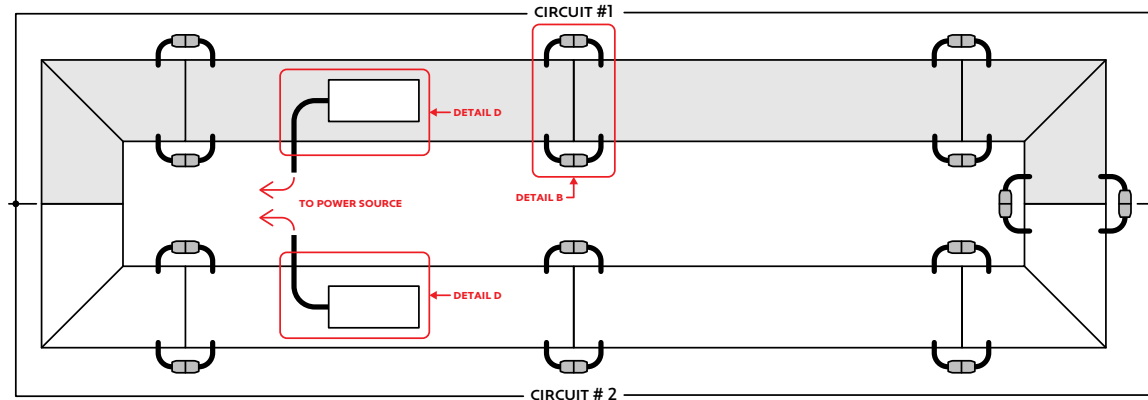 CIRCUIT #1
DETAIL D
DETAIL B
TO POWER SOURCE
DETAIL D
CIRCUIT # 2